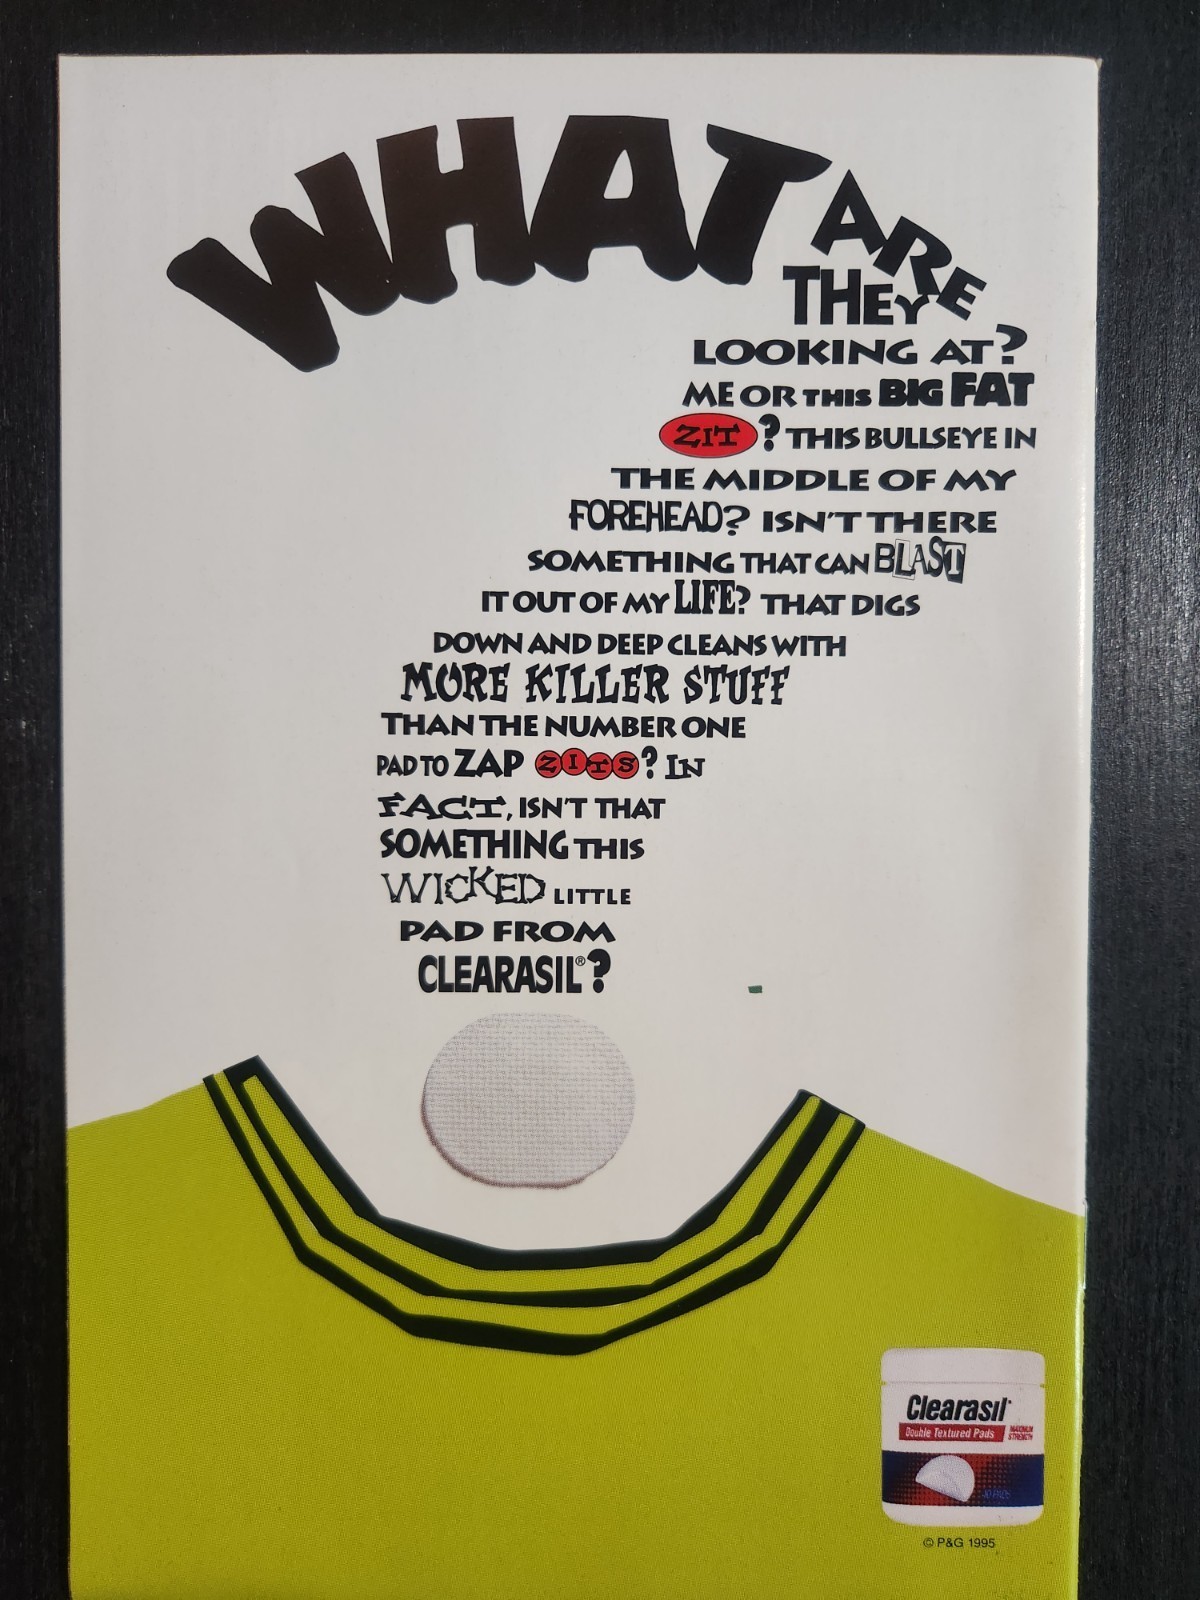 WHAT ARE
THEY
LOOKING AT?
ME OR THIS BIG FAT
ZIT? THIS BULLSEYE IN
THE MIDDLE OF MY
FOREHEAD? ISN'T THERE
SOMETHING THAT CAN BLAST
IT OUT OF MY LIFE? THAT DIGS
DOWN AND DEEP CLEANS WITH
MORE KILLER STUFF
THAN THE NUMBER ONE
PAD TO ZAP ZITS? IN
FACT, ISN'T THAT
SOMETHING THIS
WICKED LITTLE
PAD FROM
CLEARASIL®?
Clearasil
Double Textured Pads
MAXIMUM
STRENGTH
© P&G 1995